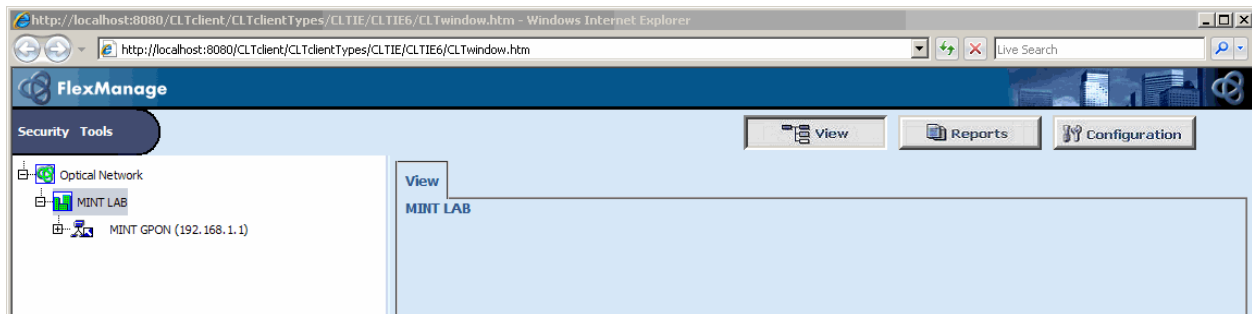 http://localhost:8080/CLTclient/CLTclientTypes/CLTIE/CLTIE6/CLTwindow.htm - Windows Internet Explorer
http://localhost:8080/CLTclient/CLTclientTypes/CLTIE/CLTIE6/CLTwindow.htm Live Search
FlexManage
Security Tools View Reports Configuration
Optical Network
MINT LAB
MINT GPON (192.168.1.1)
View
MINT LAB